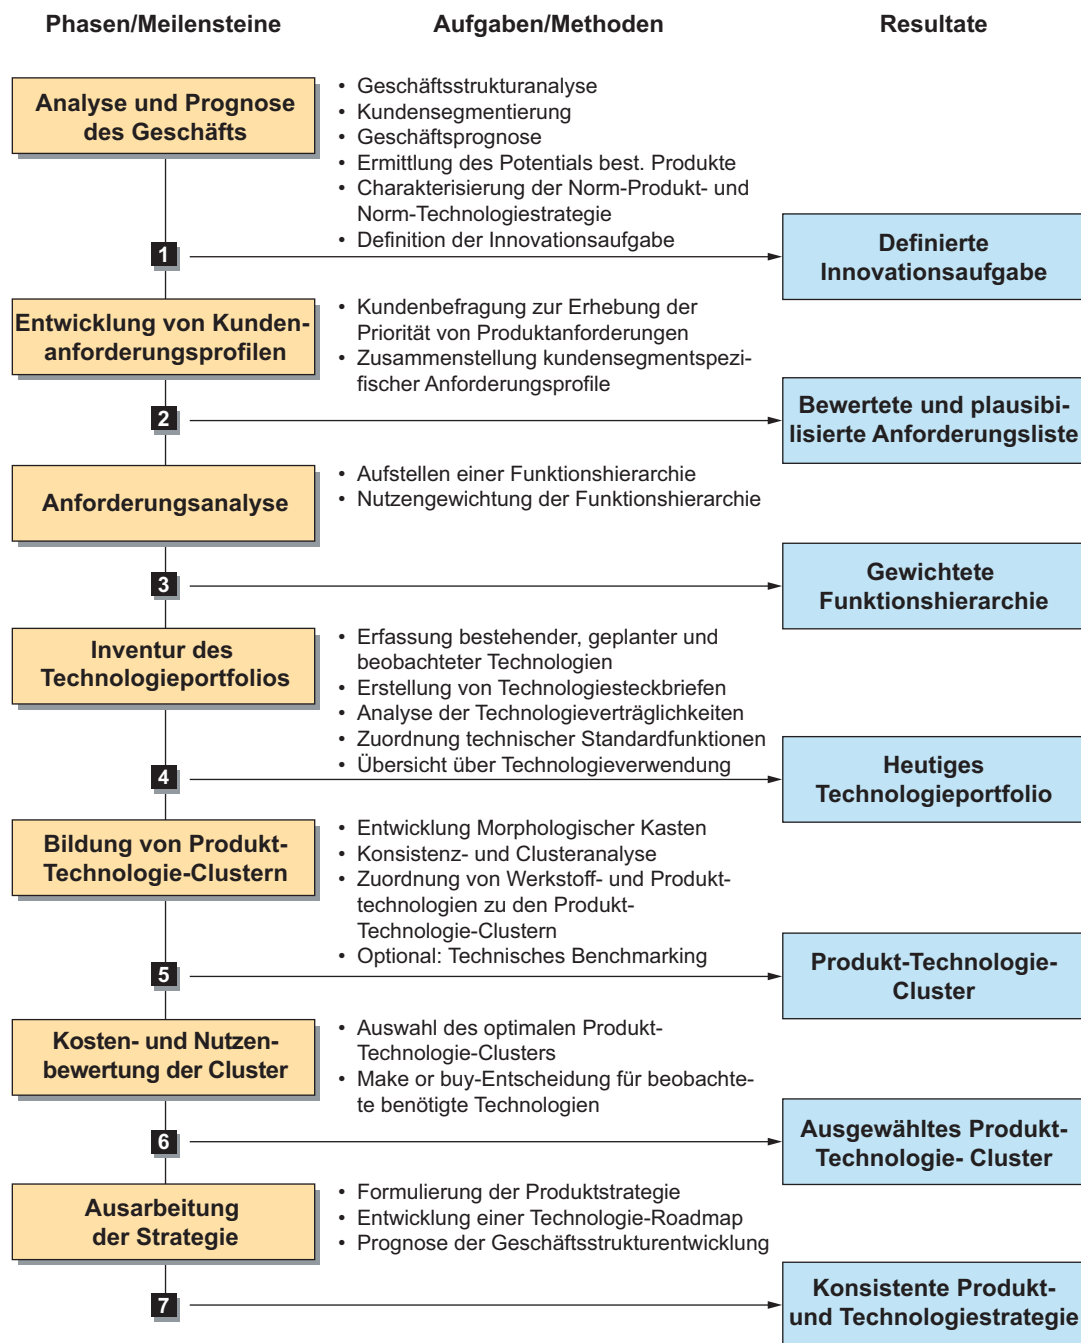 Phasen/Meilensteine
Aufgaben/Methoden
Resultate
Analyse und Prognose
des Geschäfts
• Geschäftsstrukturanalyse
• Kundensegmentierung
• Geschäftsprognose
• Ermittlung des Potentials best. Produkte
• Charakterisierung der Norm-Produkt- und
Norm-Technologiestrategie
• Definition der Innovationsaufgabe
1
Definierte
Innovationsaufgabe
Entwicklung von Kunden-
anforderungsprofilen
• Kundenbefragung zur Erhebung der
Priorität von Produktanforderungen
• Zusammenstellung kundensegmentspezi-
fischer Anforderungsprofile
2
Bewertete und plausibi-
lisierte Anforderungsliste
Anforderungsanalyse
• Aufstellen einer Funktionshierarchie
• Nutzengewichtung der Funktionshierarchie
3
Gewichtete
Funktionshierarchie
Inventur des
Technologieportfolios
• Erfassung bestehender, geplanter und
beobachteter Technologien
• Erstellung von Technologiesteckbriefen
• Analyse der Technologieverträglichkeiten
• Zuordnung technischer Standardfunktionen
• Übersicht über Technologieverwendung
4
Heutiges
Technologieportfolio
Bildung von Produkt-
Technologie-Clustern
• Entwicklung Morphologischer Kasten
• Konsistenz- und Clusteranalyse
• Zuordnung von Werkstoff- und Produkt-
technologien zu den Produkt-
Technologie-Clustern
• Optional: Technisches Benchmarking
5
Produkt-Technologie-
Cluster
Kosten- und Nutzen-
bewertung der Cluster
• Auswahl des optimalen Produkt-
Technologie-Clusters
• Make or buy-Entscheidung für beobachte-
te benötigte Technologien
6
Ausgewähltes Produkt-
Technologie- Cluster
Ausarbeitung
der Strategie
• Formulierung der Produktstrategie
• Entwicklung einer Technologie-Roadmap
• Prognose der Geschäftsstrukturentwicklung
7
Konsistente Produkt-
und Technologiestrategie